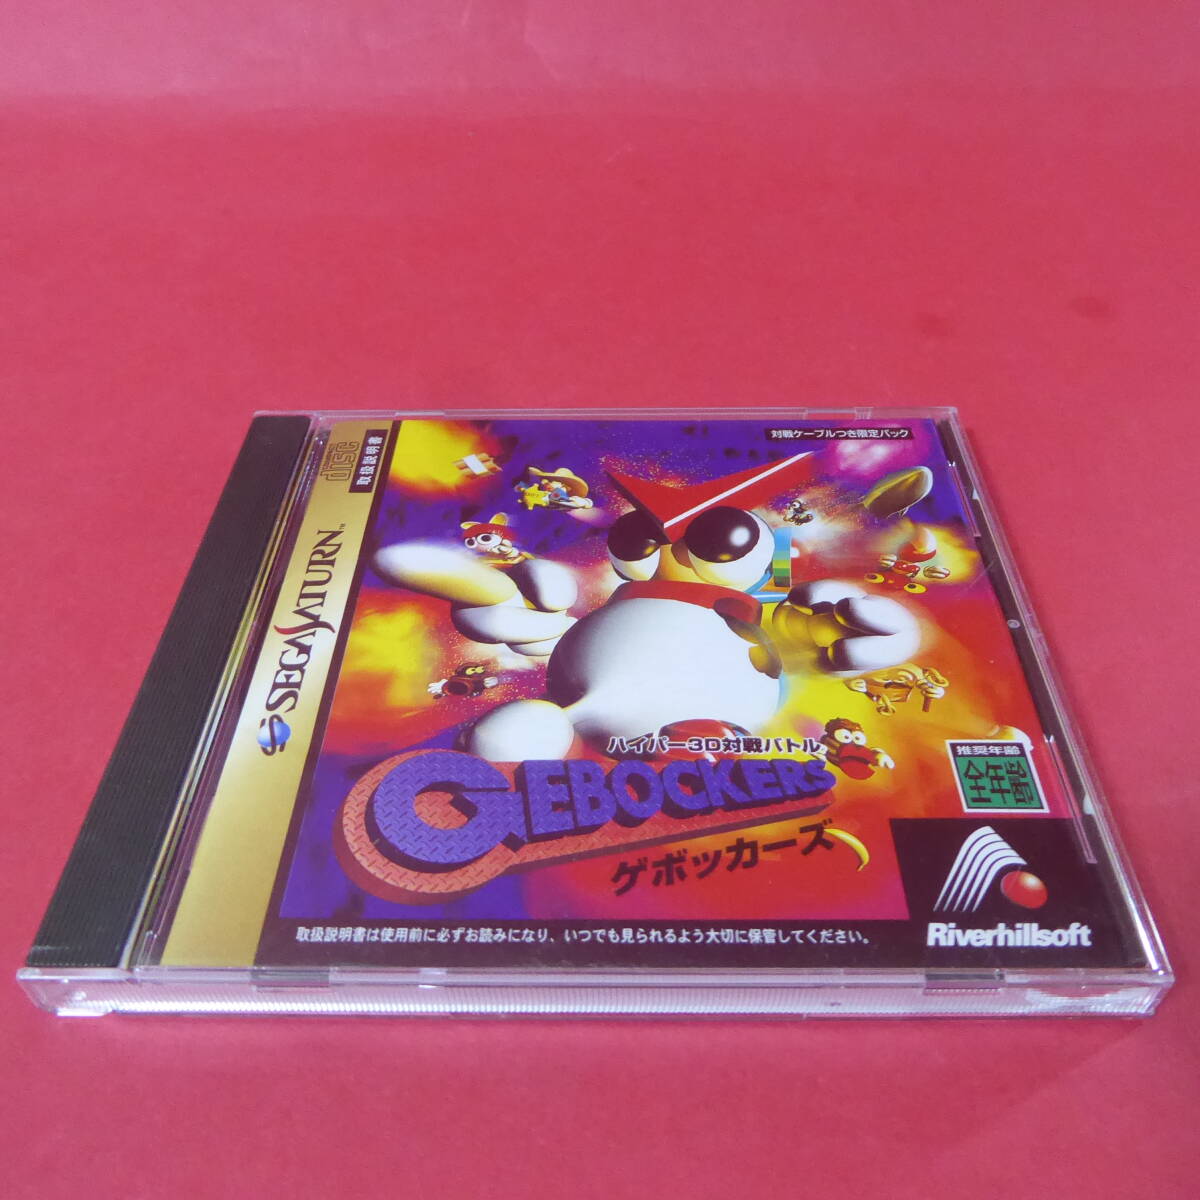 対戦ケーブルつき限定パック
disc
取扱説明書
SEGA SATURN™
ハイパー3D対戦バトル
GEBOCKERS
ゲボッカーズ
推奨年齢
全年齢
Riverhillsoft
取扱説明書は使用前に必ずお読みになり、いつでも見られるよう大切に保管してください。